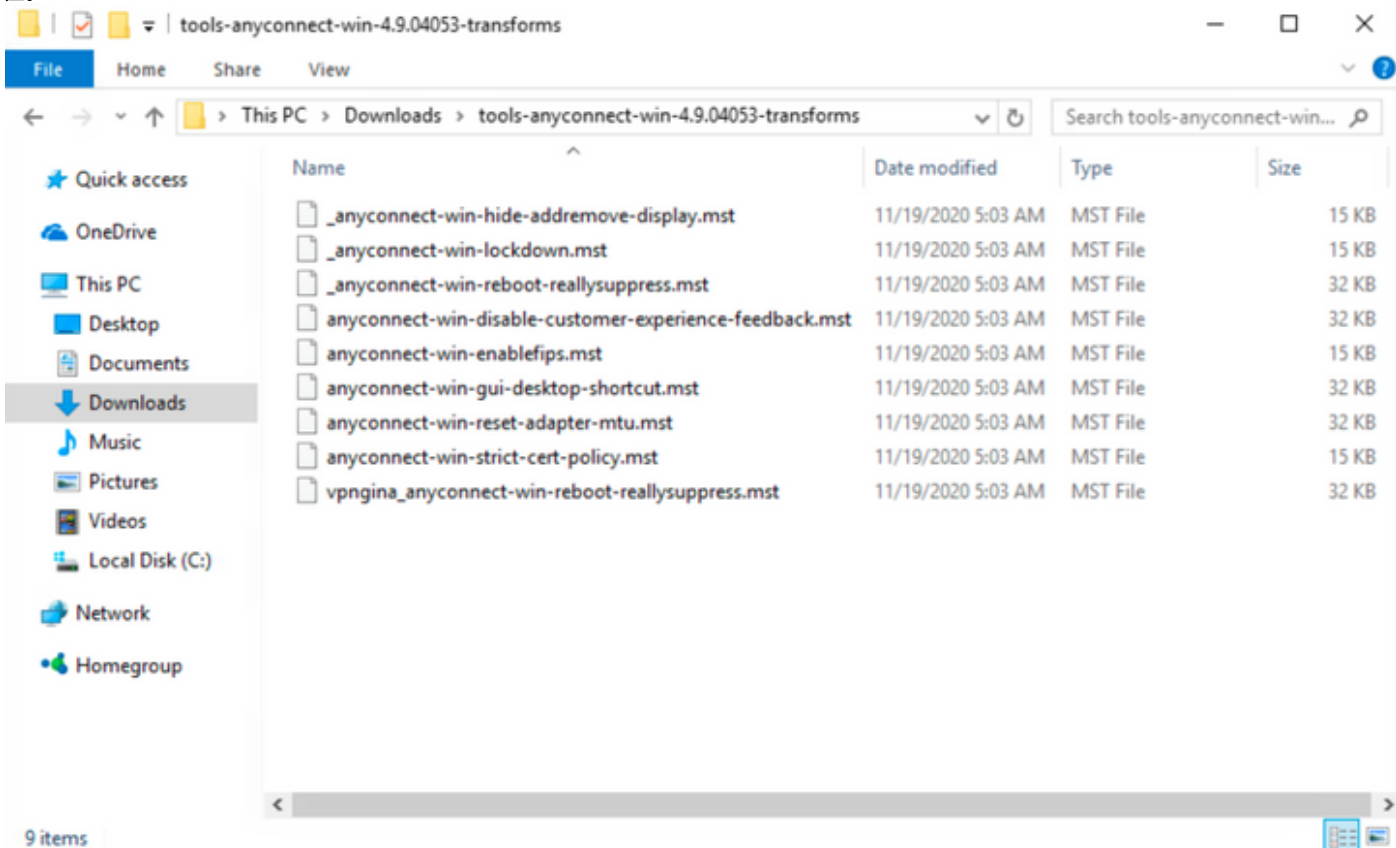 tools-anyconnect-win-4.9.04053-transforms
File Home Share View
This PC > Downloads > tools-anyconnect-win-4.9.04053-transforms
Search tools-anyconnect-win...
Quick access
OneDrive
This PC
Desktop
Documents
Downloads
Music
Pictures
Videos
Local Disk (C:)
Network
Homegroup
Name Date modified Type Size
_anyconnect-win-hide-addremove-display.mst 11/19/2020 5:03 AM MST File 15 KB
_anyconnect-win-lockdown.mst 11/19/2020 5:03 AM MST File 15 KB
_anyconnect-win-reboot-reallysuppress.mst 11/19/2020 5:03 AM MST File 32 KB
anyconnect-win-disable-customer-experience-feedback.mst 11/19/2020 5:03 AM MST File 32 KB
anyconnect-win-enablefips.mst 11/19/2020 5:03 AM MST File 15 KB
anyconnect-win-gui-desktop-shortcut.mst 11/19/2020 5:03 AM MST File 32 KB
anyconnect-win-reset-adapter-mtu.mst 11/19/2020 5:03 AM MST File 32 KB
anyconnect-win-strict-cert-policy.mst 11/19/2020 5:03 AM MST File 15 KB
vpngina_anyconnect-win-reboot-reallysuppress.mst 11/19/2020 5:03 AM MST File 32 KB
9 items